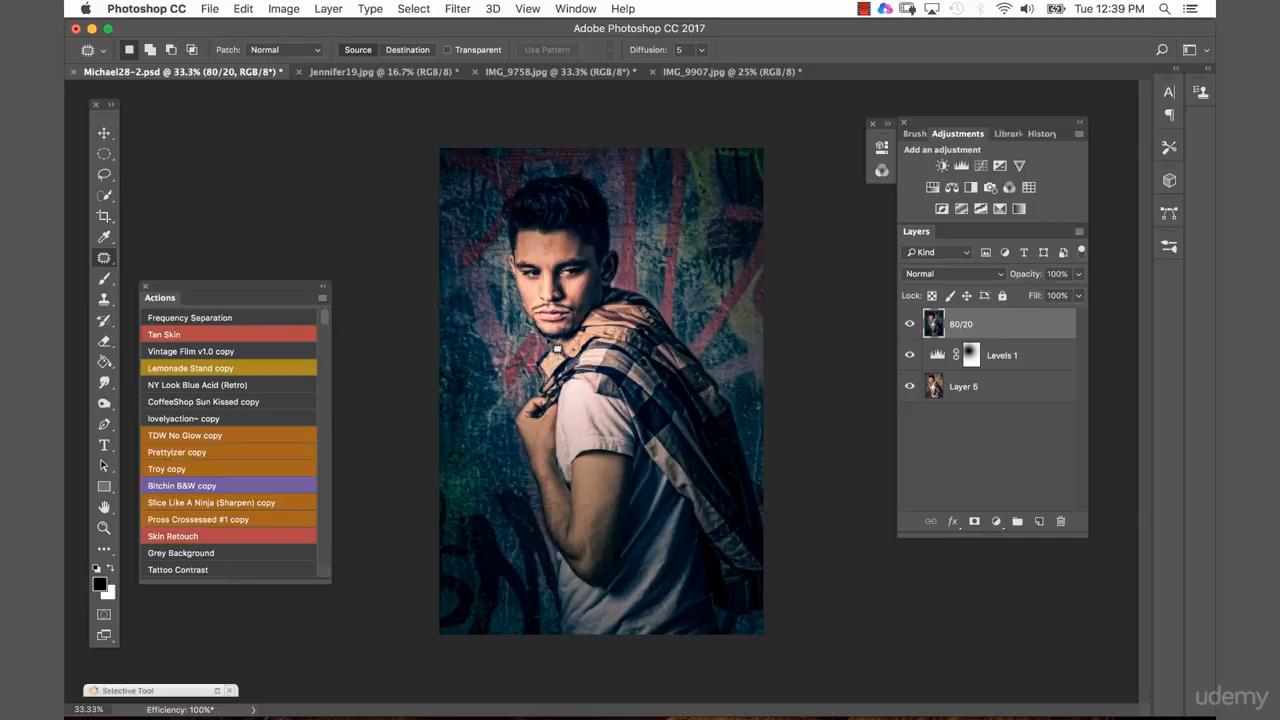 Photoshop CC File Edit Image Layer Type Select Filter 3D View Window Help Tue 12:39 PM
Adobe Photoshop CC 2017
Patch: Normal Source Destination Transparent Use Pattern Diffusion: 5
Michael28-2.psd @ 33.3% (80/20, RGB/8*) * Jennifer19.jpg @ 16.7% (RGB/8) * IMG_9758.jpg @ 33.3% (RGB/8*) * IMG_9907.jpg @ 25% (RGB/8) *
Brush Adjustments Librari History
Add an adjustment
Layers
Kind
Normal Opacity: 100%
Lock: Fill: 100%
80/20
Levels 1
Layer 5
Actions
Frequency Separation
Tan Skin
Vintage Film v1.0 copy
Lemonade Stand copy
NY Look Blue Acid (Retro)
CoffeeShop Sun Kissed copy
lovelyaction~ copy
TDW No Glow copy
Prettyizer copy
Troy copy
Bitchin B&W copy
Slice Like A Ninja (Sharpen) copy
Pross Crossessed #1 copy
Skin Retouch
Grey Background
Tattoo Contrast
Selective Tool
33.33% Efficiency: 100%*
udemy